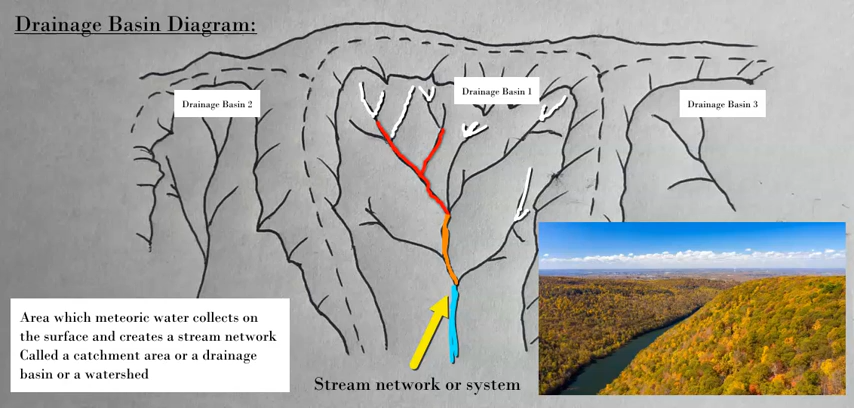 Drainage Basin Diagram:
Drainage Basin 2
Drainage Basin 1
Drainage Basin 3
Area which meteoric water collects on
the surface and creates a stream network
Called a catchment area or a drainage
basin or a watershed
Stream network or system